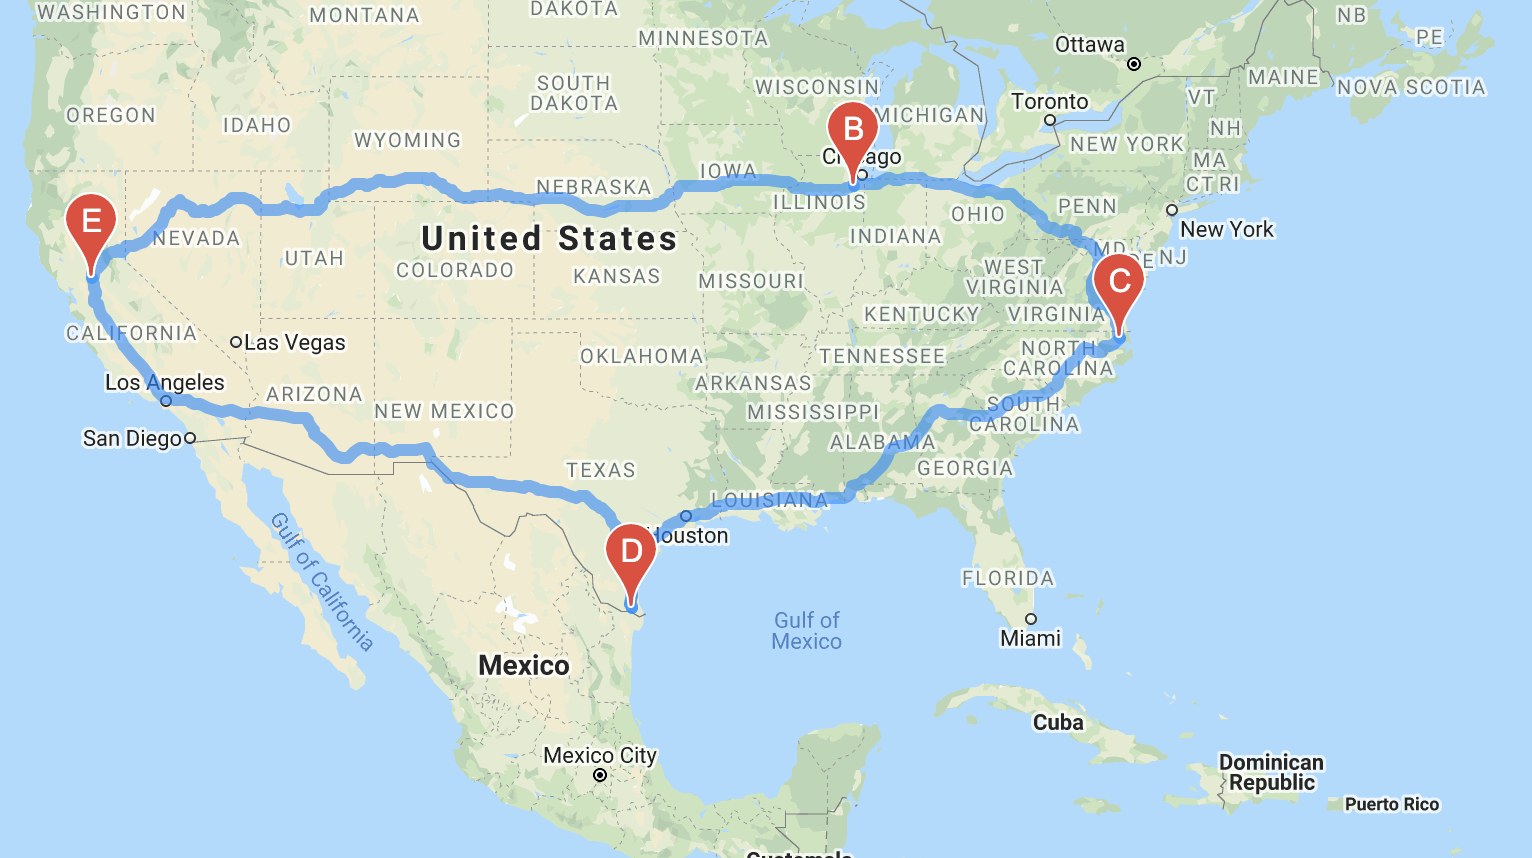 WASHINGTON
MONTANA
DAKOTA
MINNESOTA
NB
PE
Ottawa
MAINE
NOVA SCOTIA
OREGON
IDAHO
SOUTH
DAKOTA
WISCONSIN
MICHIGAN
Toronto
VT
NH
WYOMING
B
NEW YORK
MA
CT
RI
Chicago
IOWA
NEBRASKA
ILLINOIS
OHIO
PENN
New York
E
NEVADA
United States
INDIANA
MD
DE
NJ
UTAH
COLORADO
KANSAS
MISSOURI
WEST
VIRGINIA
C
KENTUCKY
VIRGINIA
CALIFORNIA
Las Vegas
OKLAHOMA
TENNESSEE
NORTH
CAROLINA
Los Angeles
ARIZONA
NEW MEXICO
ARKANSAS
MISSISSIPPI
SOUTH
CAROLINA
San Diego
ALABAMA
TEXAS
GEORGIA
LOUISIANA
Houston
D
Gulf of California
FLORIDA
Gulf of
Mexico
Miami
Mexico
Cuba
Mexico City
Dominican
Republic
Puerto Rico